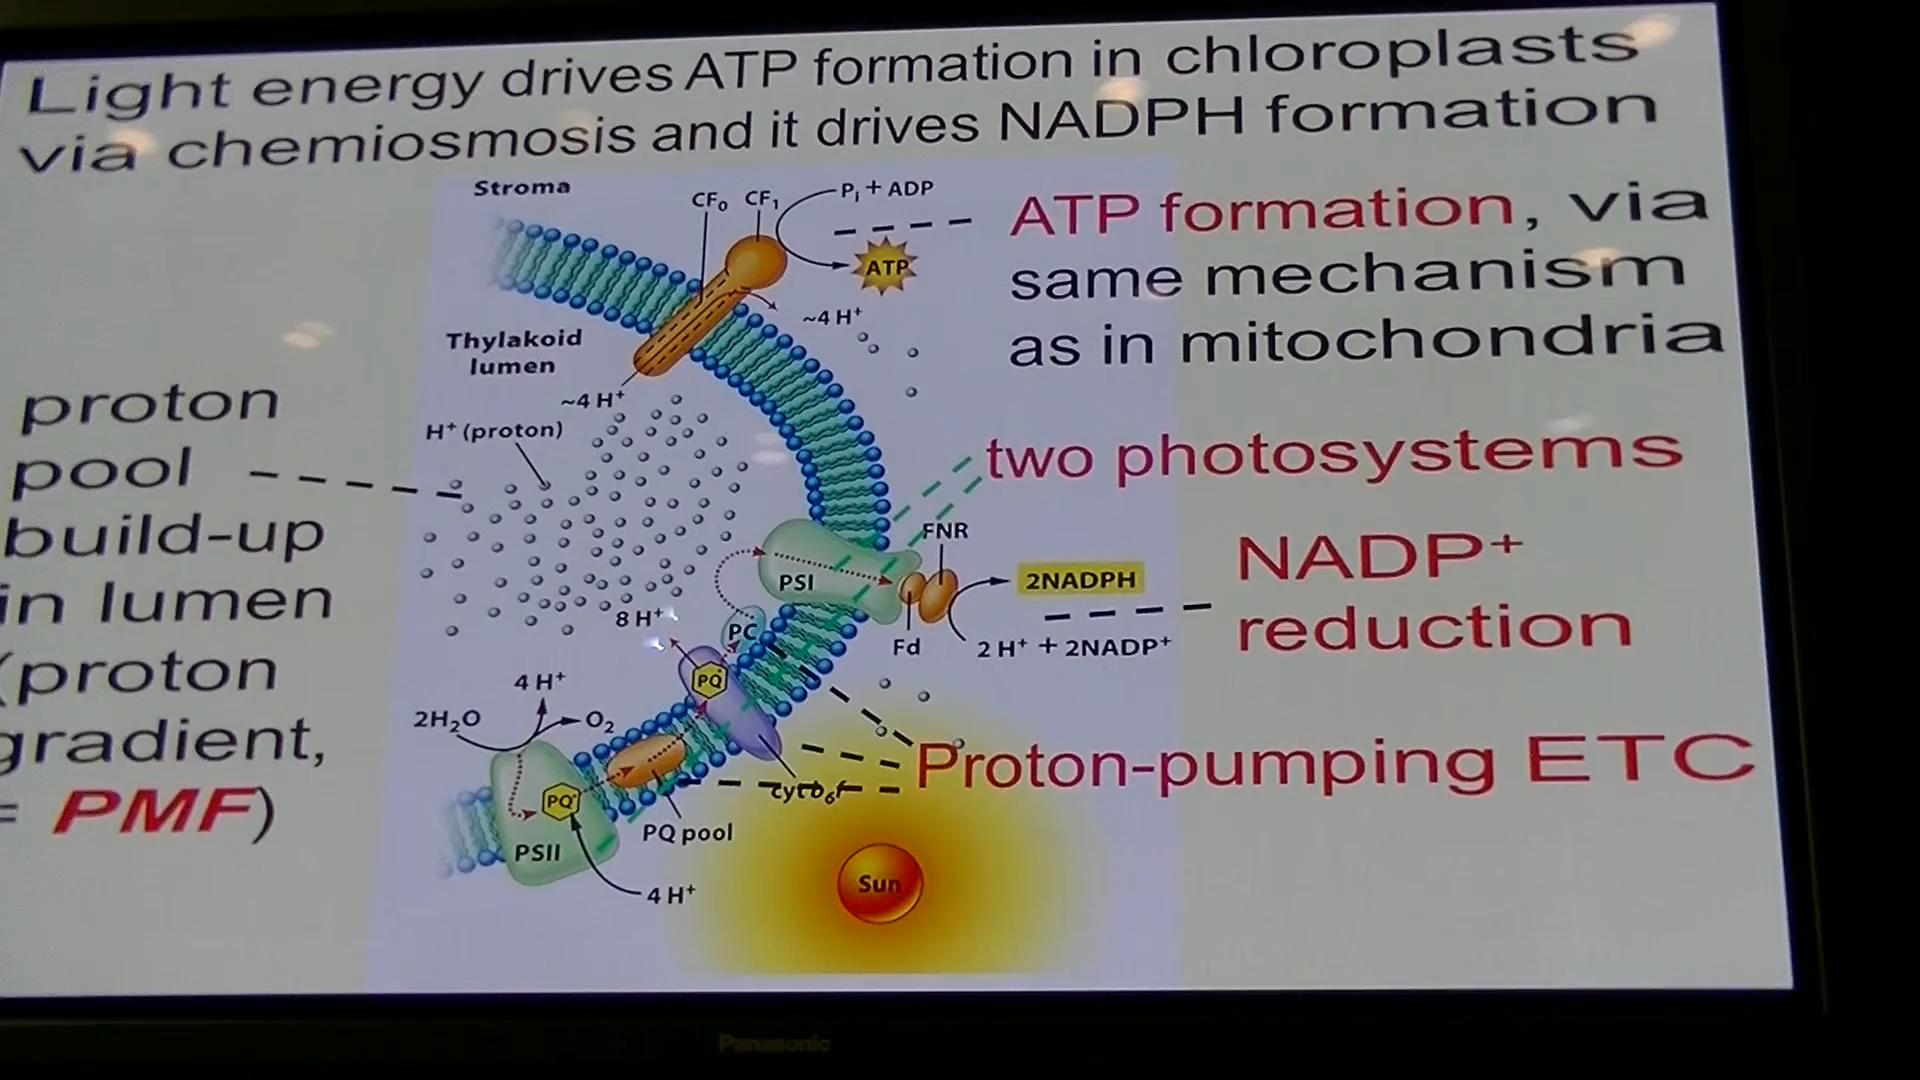 Light energy drives ATP formation in chloroplasts
via chemiosmosis and it drives NADPH formation
Stroma
CF₀ CF₁
Pᵢ + ADP
ATP
~4 H⁺
Thylakoid
lumen
~4 H⁺
H⁺ (proton)
ATP formation, via
same mechanism
as in mitochondria
proton
pool
build-up
in lumen
(proton
gradient,
= PMF)
two photosystems
FNR
PSI
2NADPH
NADP⁺
reduction
8 H⁺
PC
Fd
2 H⁺ + 2NADP⁺
PQ
4 H⁺
2H₂O
O₂
Proton-pumping ETC
cytb₆f
PQ
PQ pool
PSII
4 H⁺
Sun
Panasonic